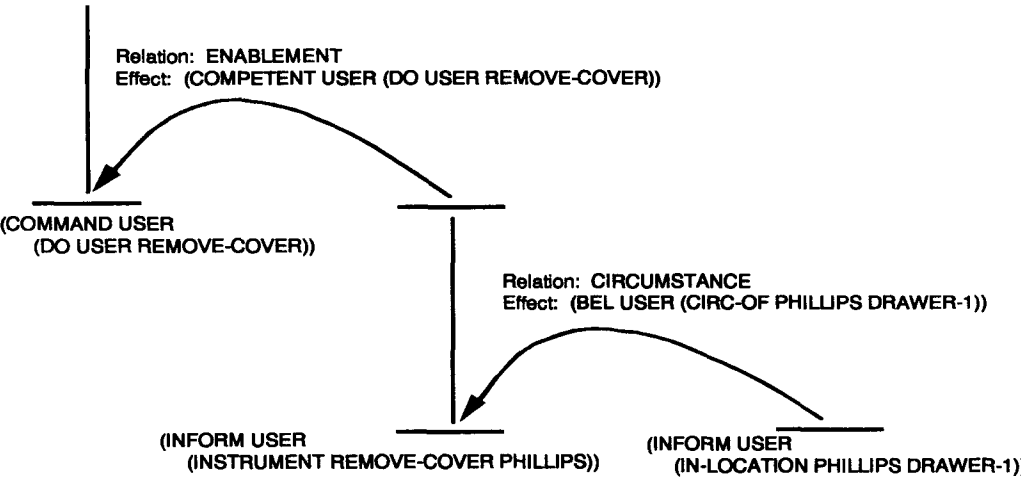 Relation: ENABLEMENT
Effect: (COMPETENT USER (DO USER REMOVE-COVER))
(COMMAND USER
(DO USER REMOVE-COVER))
Relation: CIRCUMSTANCE
Effect: (BEL USER (CIRC-OF PHILLIPS DRAWER-1))
(INFORM USER
(INSTRUMENT REMOVE-COVER PHILLIPS))
(INFORM USER
(IN-LOCATION PHILLIPS DRAWER-1)